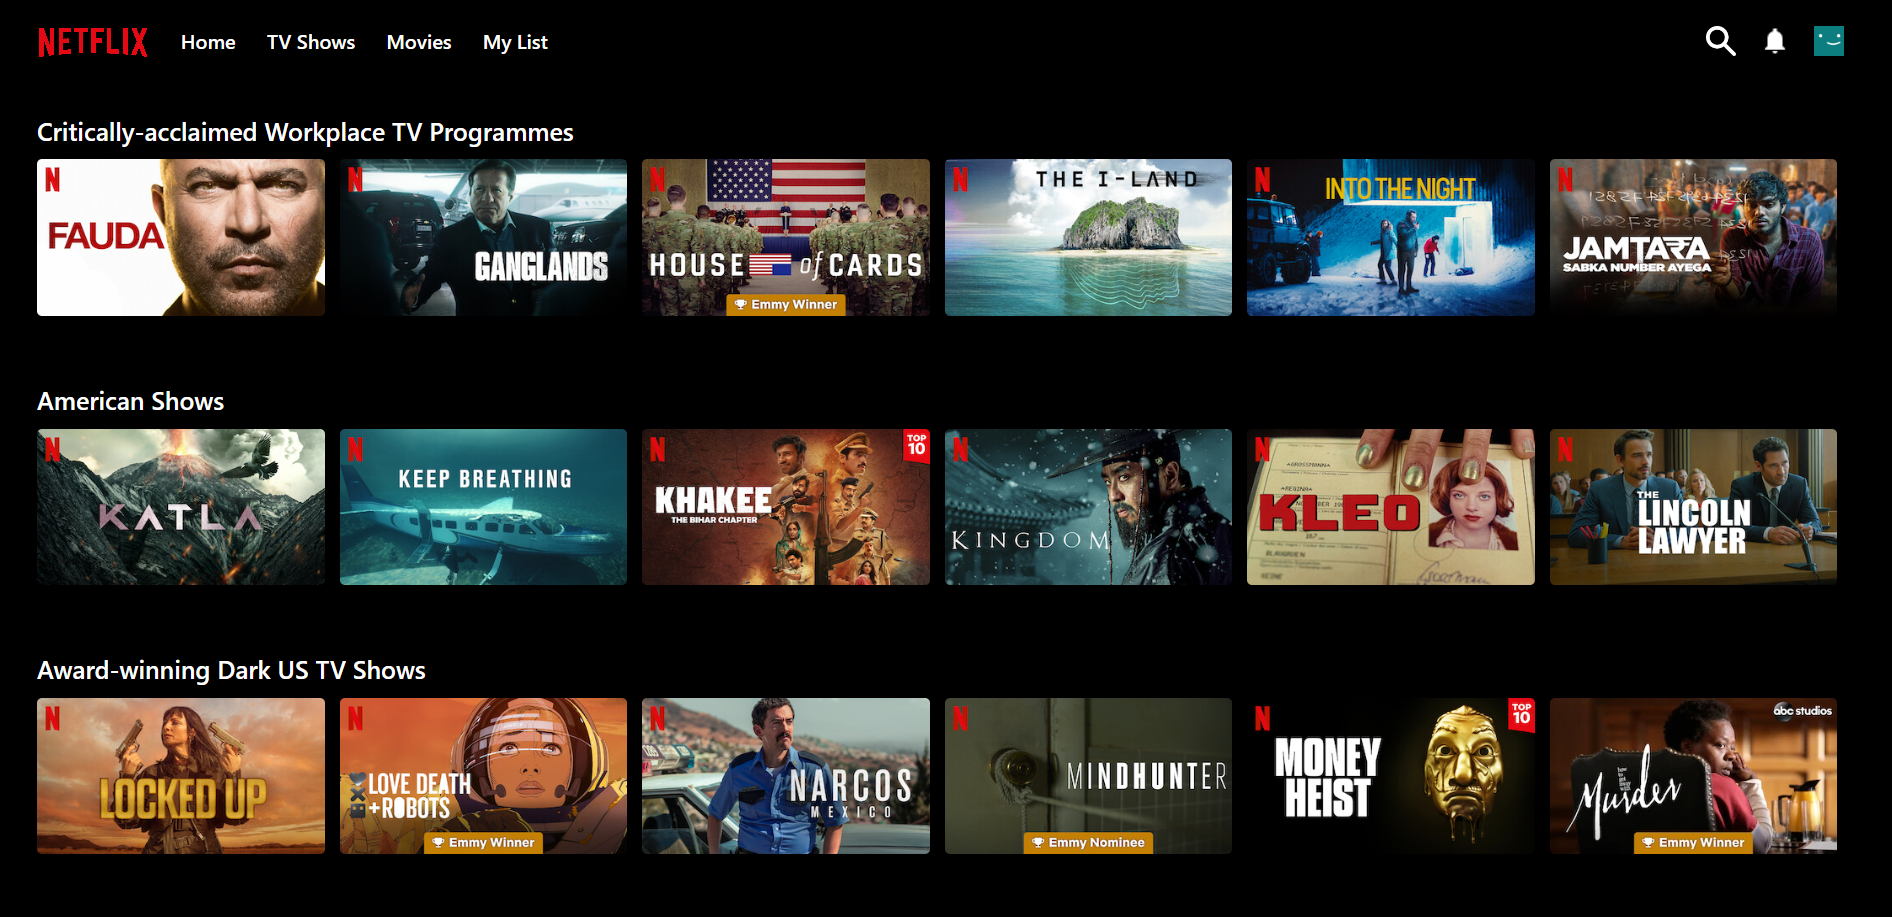 NETFLIX Home TV Shows Movies My List
Critically-acclaimed Workplace TV Programmes
N
FAUDA
N
GANGLANDS
N
HOUSE of CARDS
Emmy Winner
N
THE I-LAND
N
INTO THE NIGHT
N
JAMTARA
SABKA NUMBER AYEGA
American Shows
N
KATLA
N
KEEP BREATHING
N
TOP
10
KHAKEE
THE BIHAR CHAPTER
N
KINGDOM
N
KLEO
N
THE
LINCOLN
LAWYER
Award-winning Dark US TV Shows
N
LOCKED UP
N
LOVE DEATH
+ROBOTS
Emmy Winner
N
NARCOS
MEXICO
N
MINDHUNTER
Emmy Nominee
N
TOP
10
MONEY
HEIST
abc studios
Murder
Emmy Winner